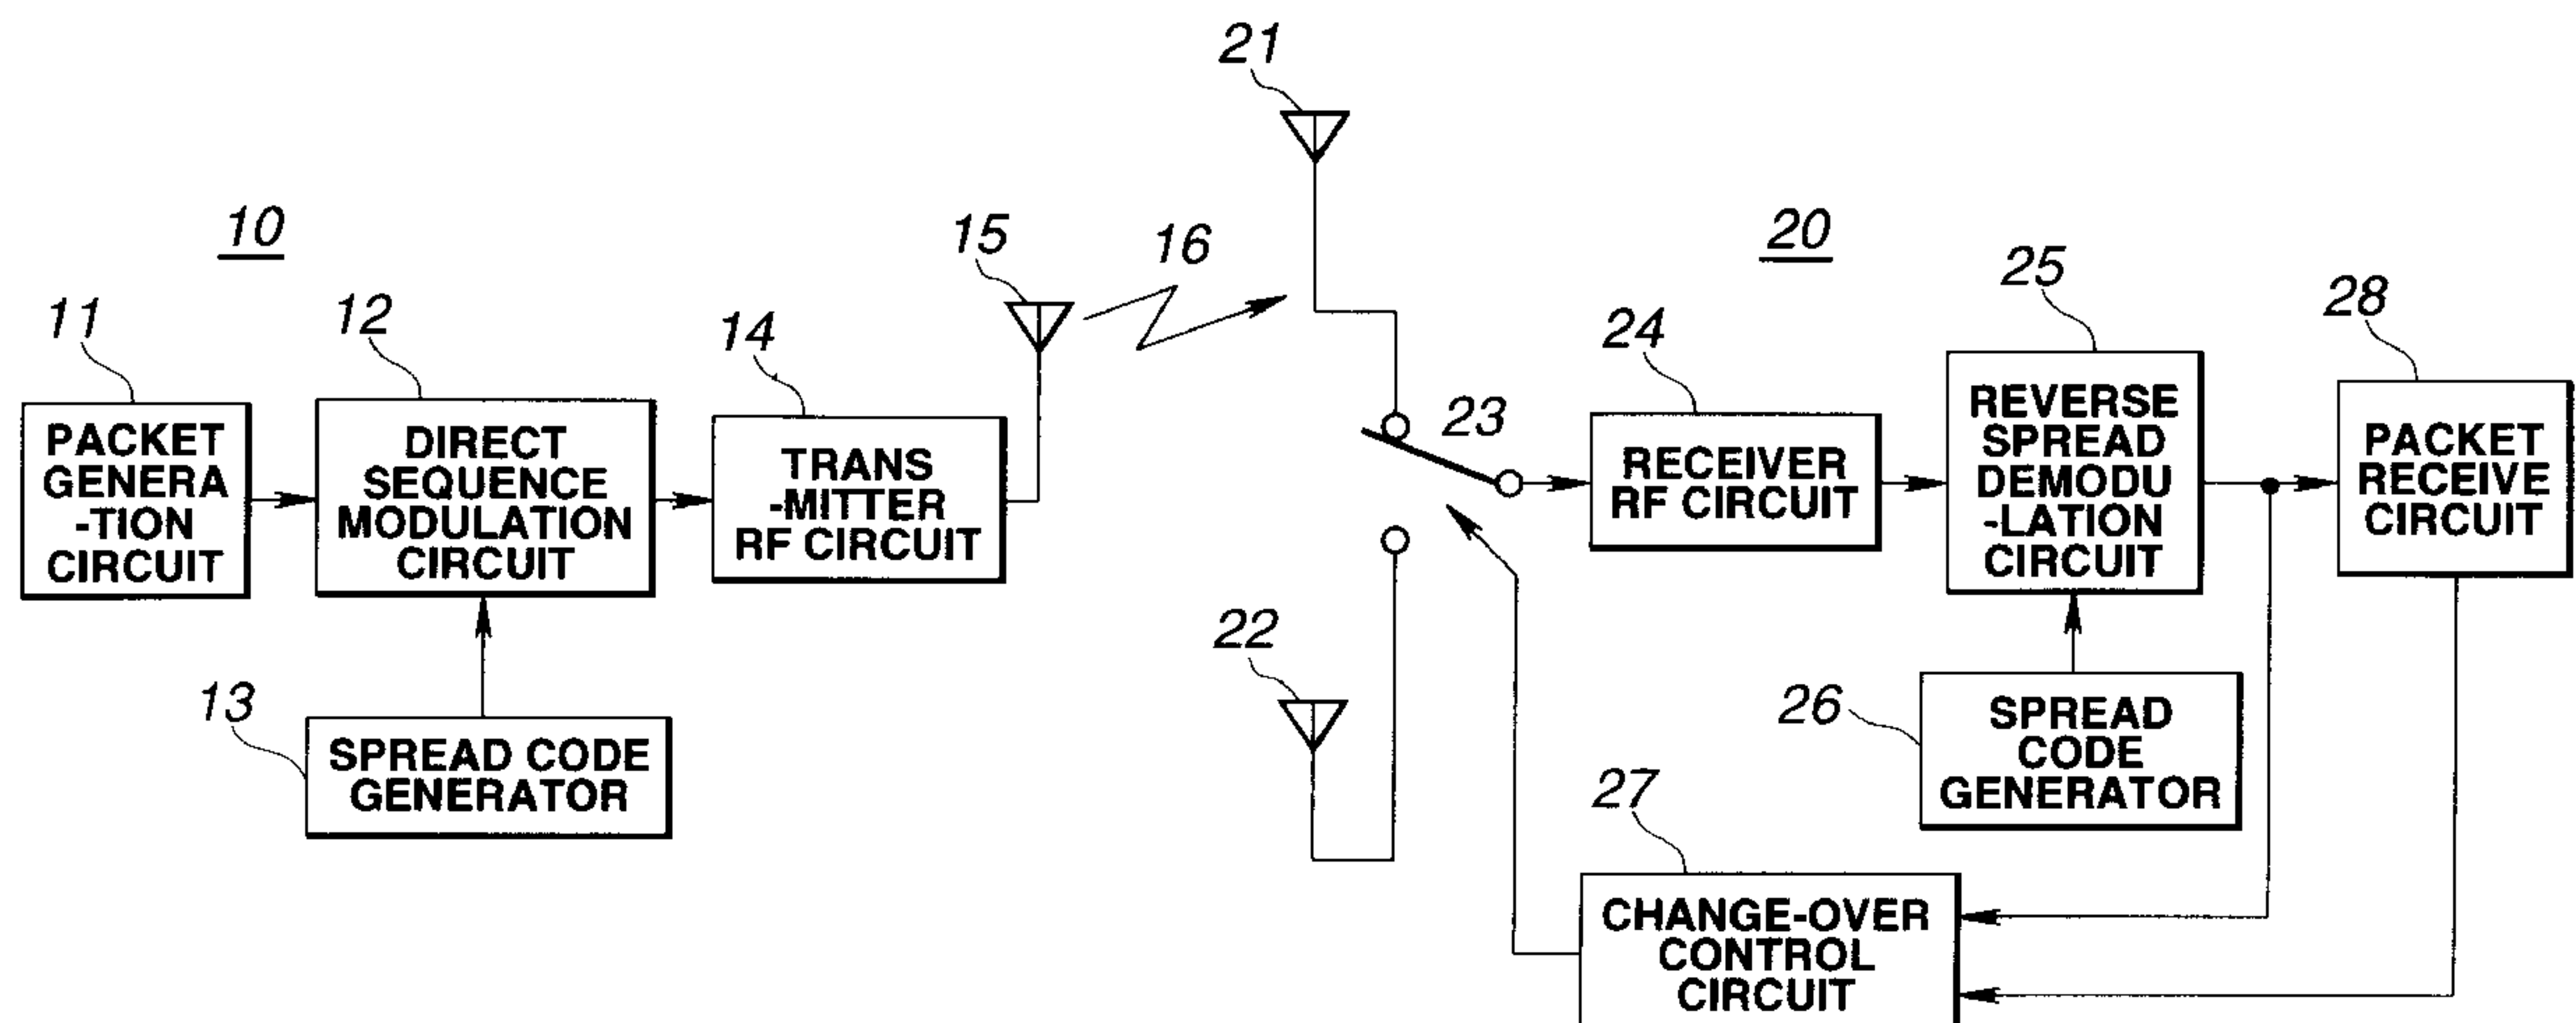 21
10
20
15
16
25
11
12
14
24
28
23
PACKET
GENERA
-TION
CIRCUIT
DIRECT
SEQUENCE
MODULATION
CIRCUIT
TRANS
-MITTER
RF CIRCUIT
RECEIVER
RF CIRCUIT
REVERSE
SPREAD
DEMODU
-LATION
CIRCUIT
PACKET
RECEIVE
CIRCUIT
22
13
SPREAD CODE
GENERATOR
26
SPREAD
CODE
GENERATOR
27
CHANGE-OVER
CONTROL
CIRCUIT